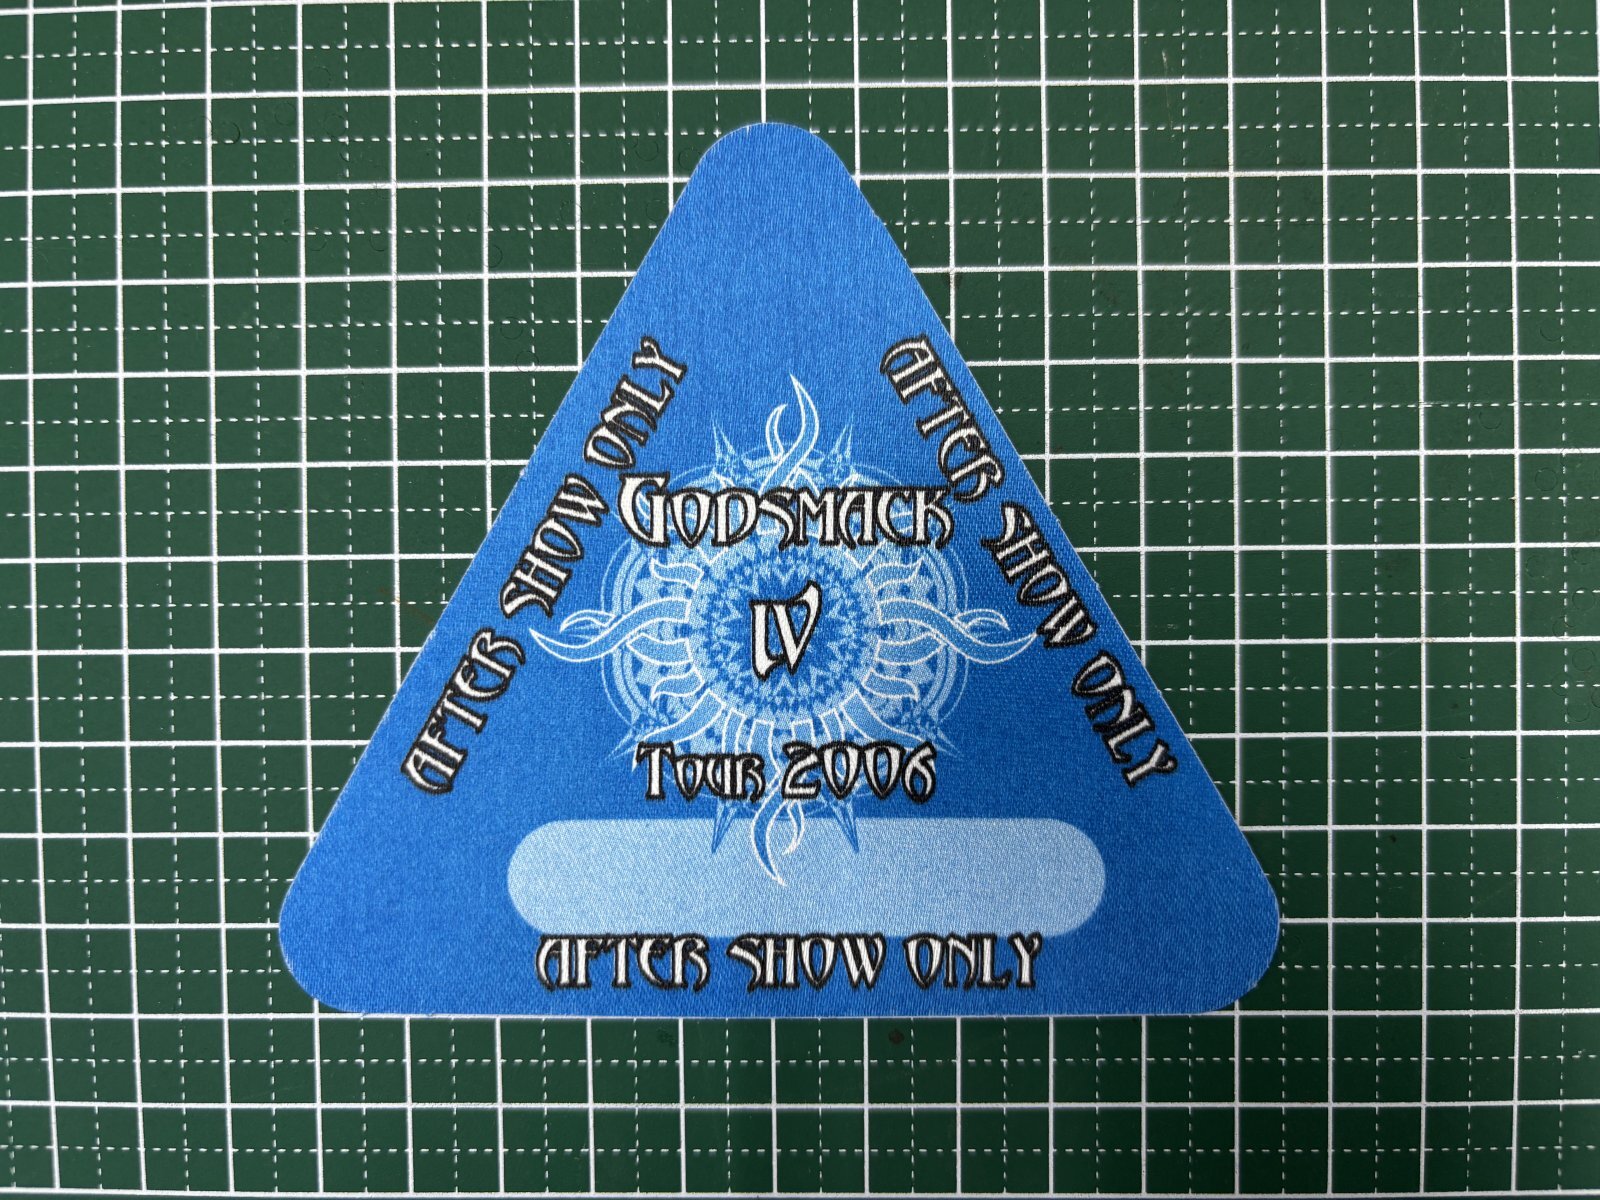 AFTER SHOW ONLY
AFTER SHOW ONLY
GODSMACK
IV
TOUR 2006
AFTER SHOW ONLY